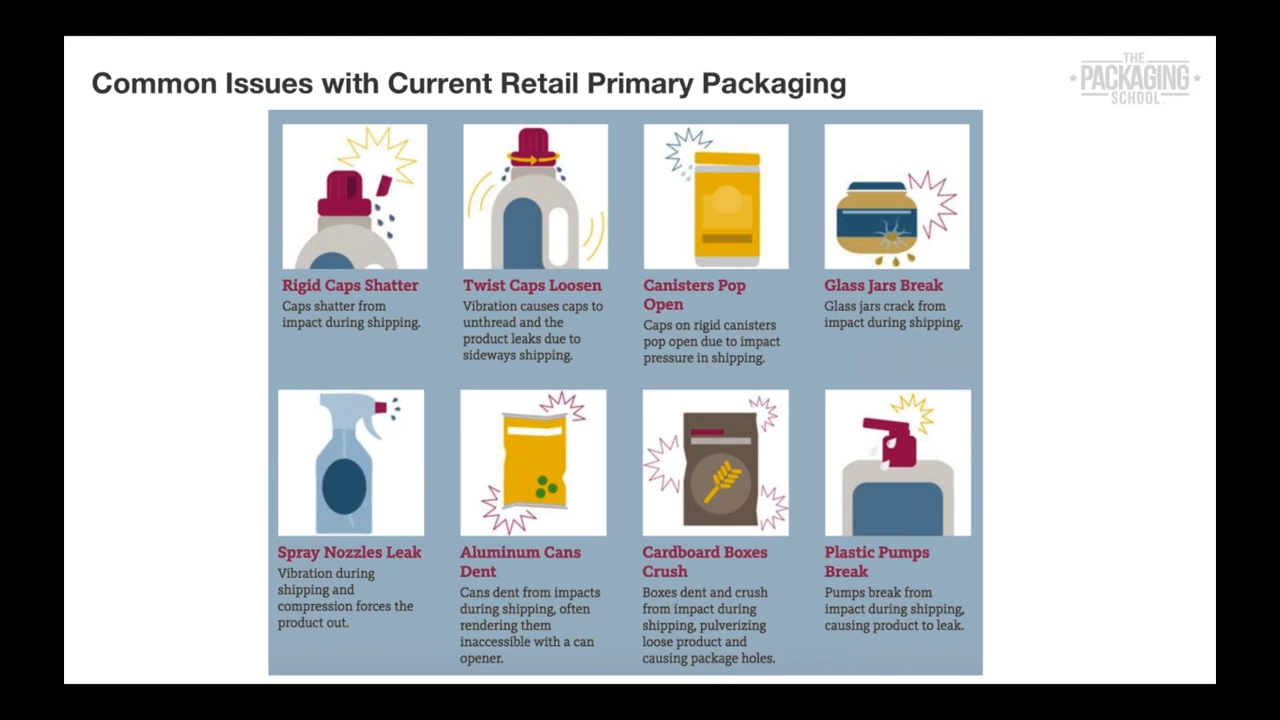 Common Issues with Current Retail Primary Packaging
THE
PACKAGING
SCHOOL
Rigid Caps Shatter
Caps shatter from
impact during shipping.
Twist Caps Loosen
Vibration causes caps to
unthread and the
product leaks due to
sideways shipping.
Canisters Pop
Open
Caps on rigid canisters
pop open due to impact
pressure in shipping.
Glass Jars Break
Glass jars crack from
impact during shipping.
Spray Nozzles Leak
Vibration during
shipping and
compression forces the
product out.
Aluminum Cans
Dent
Cans dent from impacts
during shipping, often
rendering them
inaccessible with a can
opener.
Cardboard Boxes
Crush
Boxes dent and crush
from impact during
shipping, pulverizing
loose product and
causing package holes.
Plastic Pumps
Break
Pumps break from
impact during shipping,
causing product to leak.